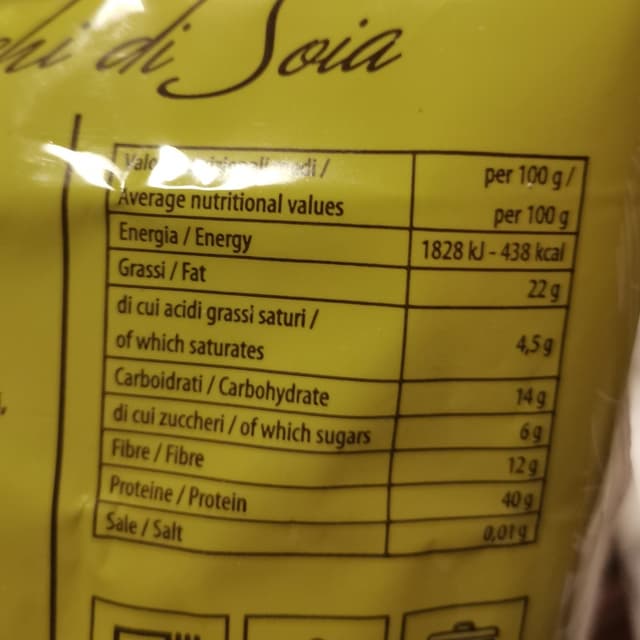 di Soia
di /
per 100 g /
Average nutritional values
per 100 g
Energia / Energy
1828 kJ - 438 kcal
Grassi / Fat
22 g
di cui acidi grassi saturi /
of which saturates
4,5 g
Carboidrati / Carbohydrate
14 g
di cui zuccheri / of which sugars
6 g
Fibre / Fibre
12 g
Proteine / Protein
40 g
Sale / Salt
0,01 g